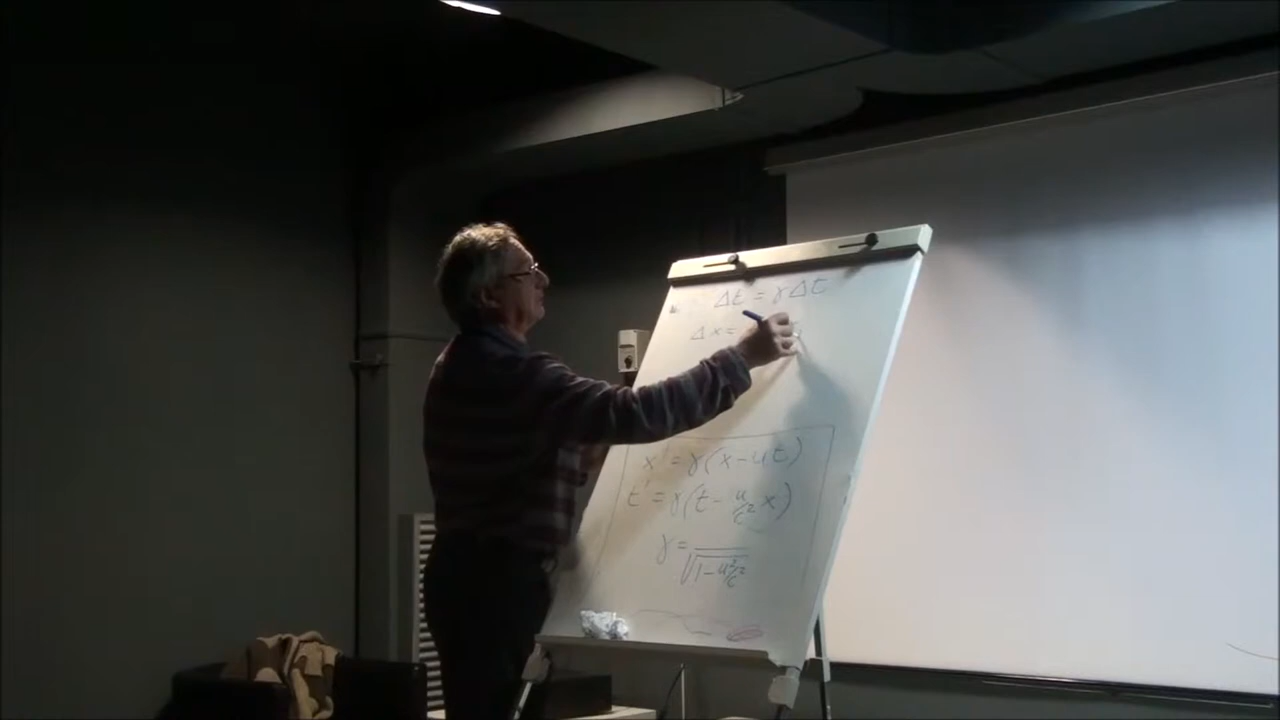 Δt = γΔτ
Δx =
x' = γ(x-ut)
t' = γ(t - u/c² x)
γ = 1/√(1-u²/c²)